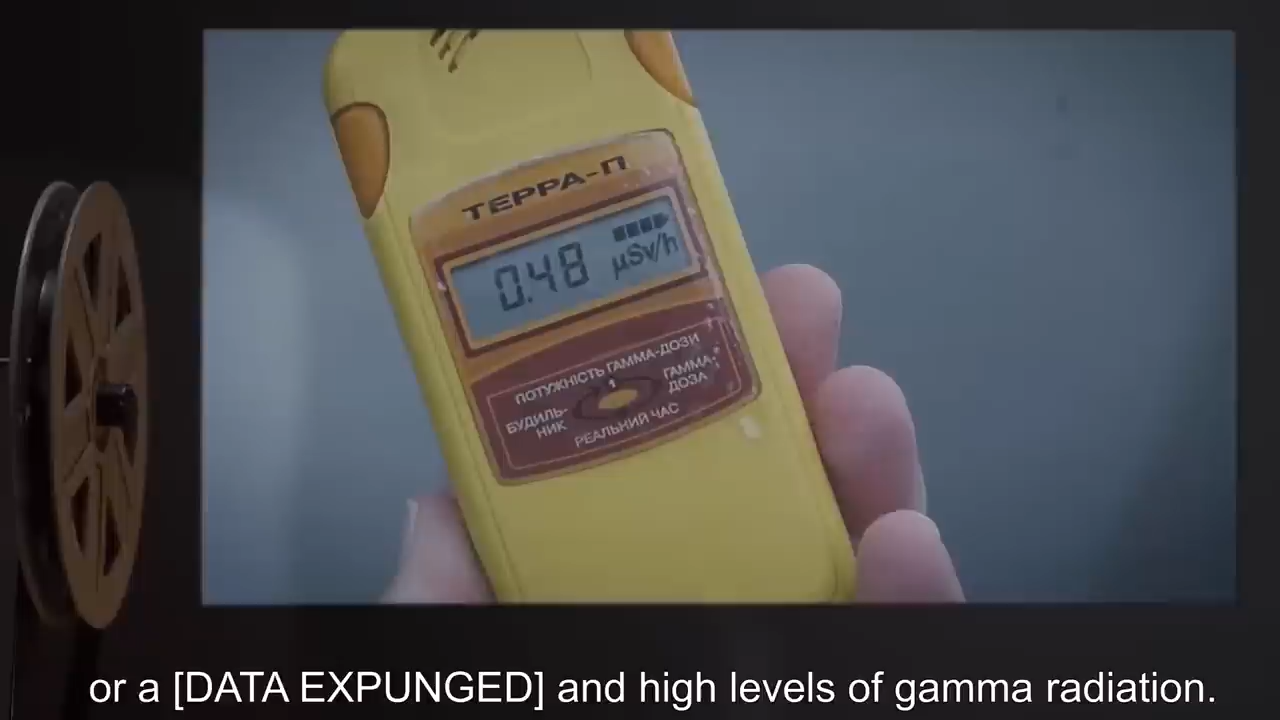 ТЕРРА-П
0.48 µSv/h
ПОТУЖНІСТЬ ГАММА-ДОЗИ
1
ГАММА-
ДОЗА
БУДИЛЬ-
НИК
РЕАЛЬНИЙ ЧАС
or a [DATA EXPUNGED] and high levels of gamma radiation.